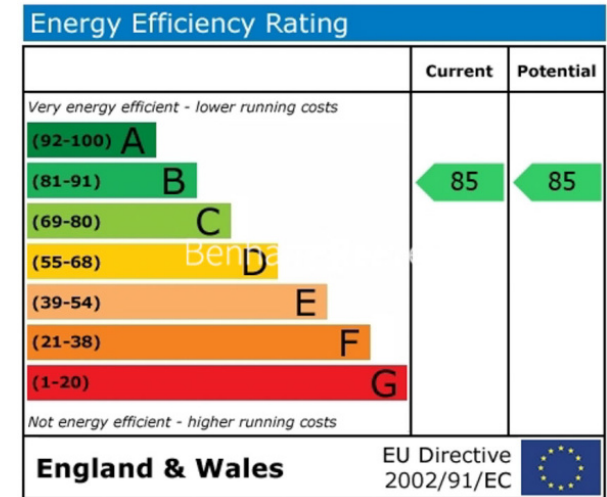 Energy Efficiency Rating
Current Potential
Very energy efficient - lower running costs
(92-100) A
(81-91) B 85 85
(69-80) C
(55-68) D
(39-54) E
(21-38) F
(1-20) G
Not energy efficient - higher running costs
England & Wales
EU Directive
2002/91/EC